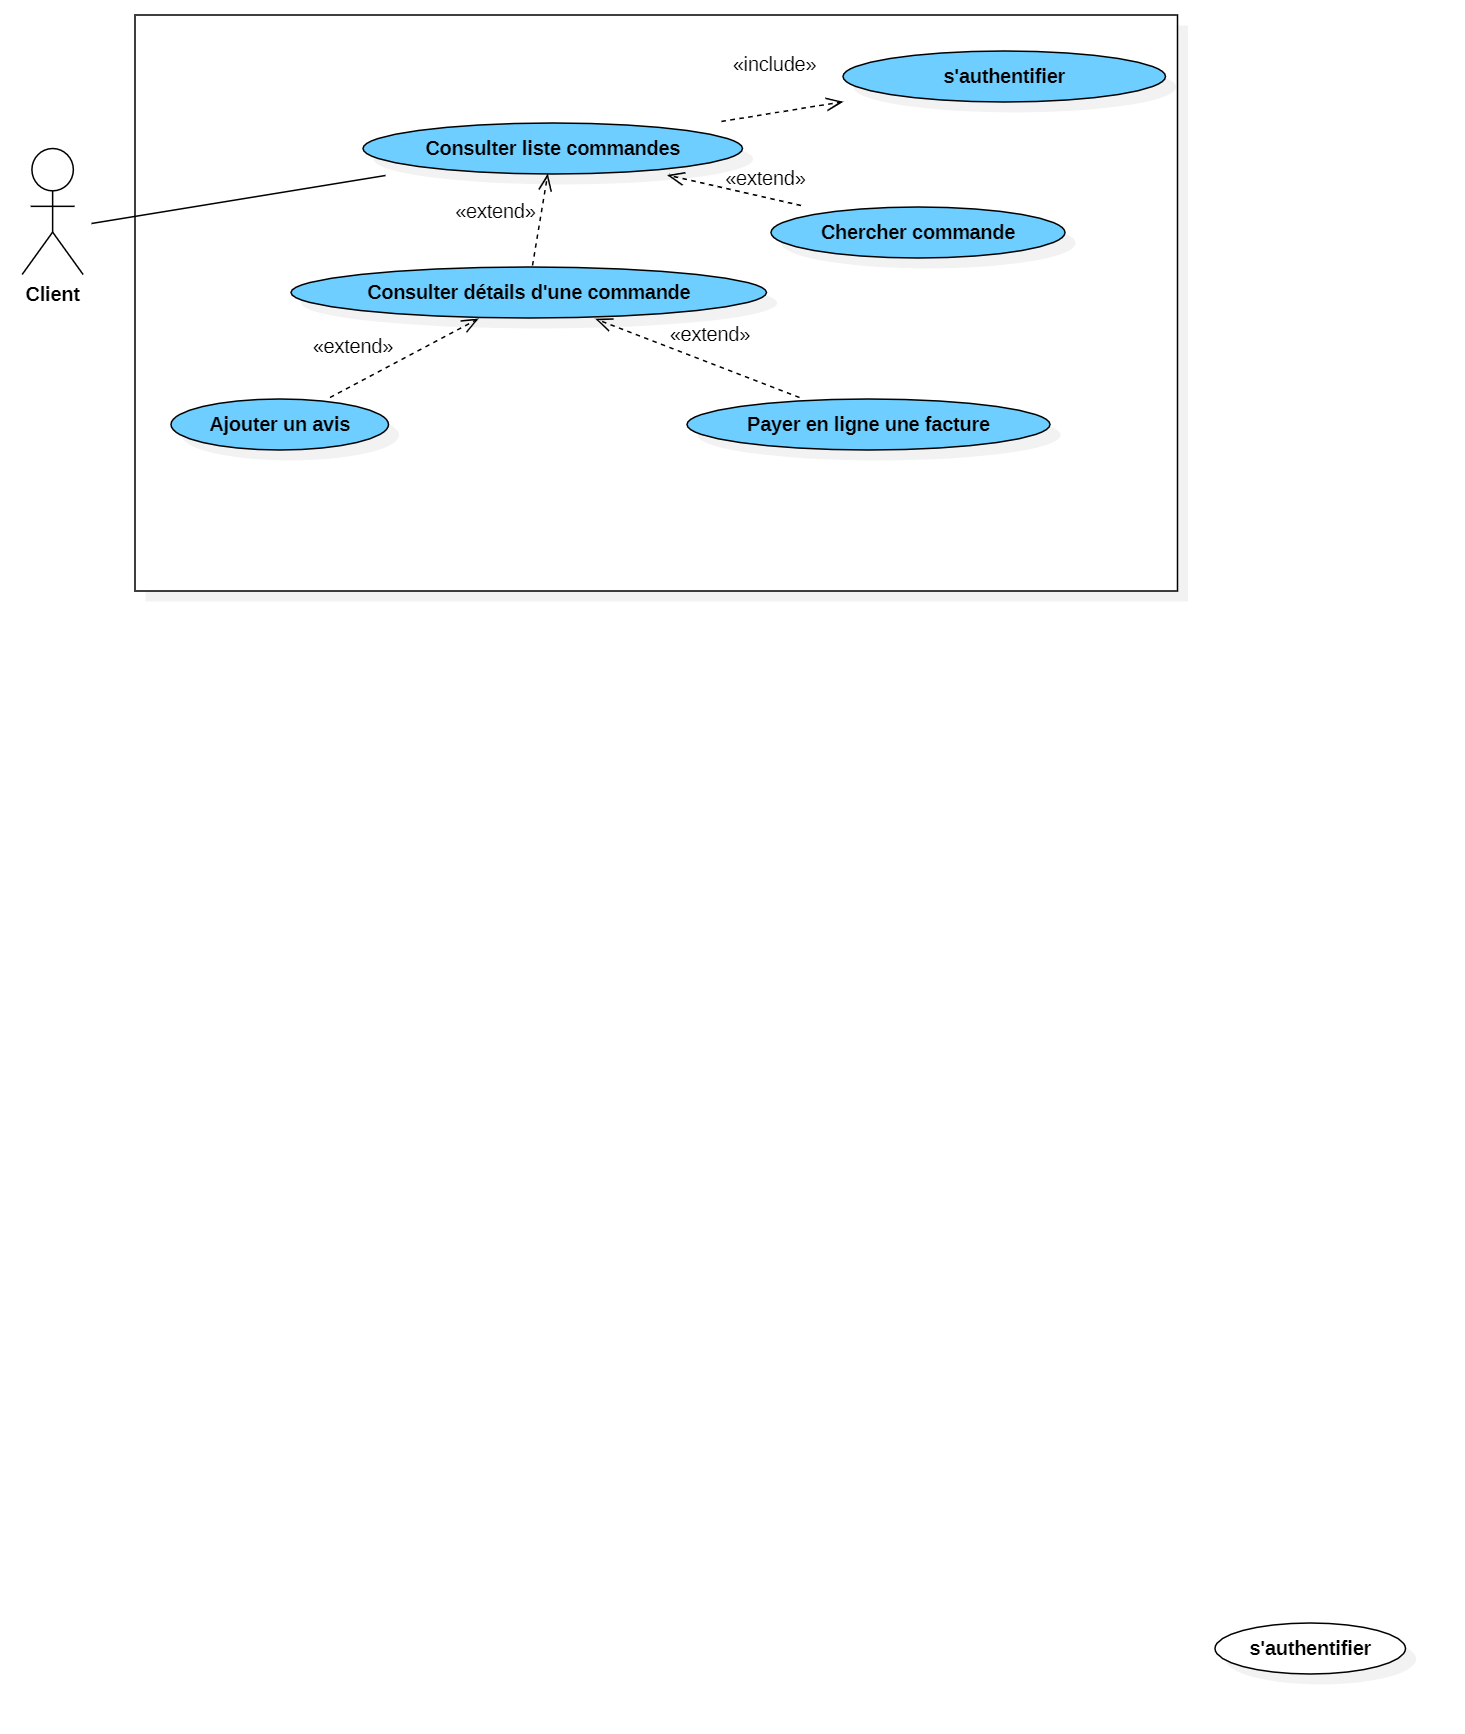 «include»
s'authentifier
Consulter liste commandes
«extend»
Chercher commande
«extend»
Client
Consulter détails d'une commande
«extend»
«extend»
Ajouter un avis
Payer en ligne une facture
s'authentifier